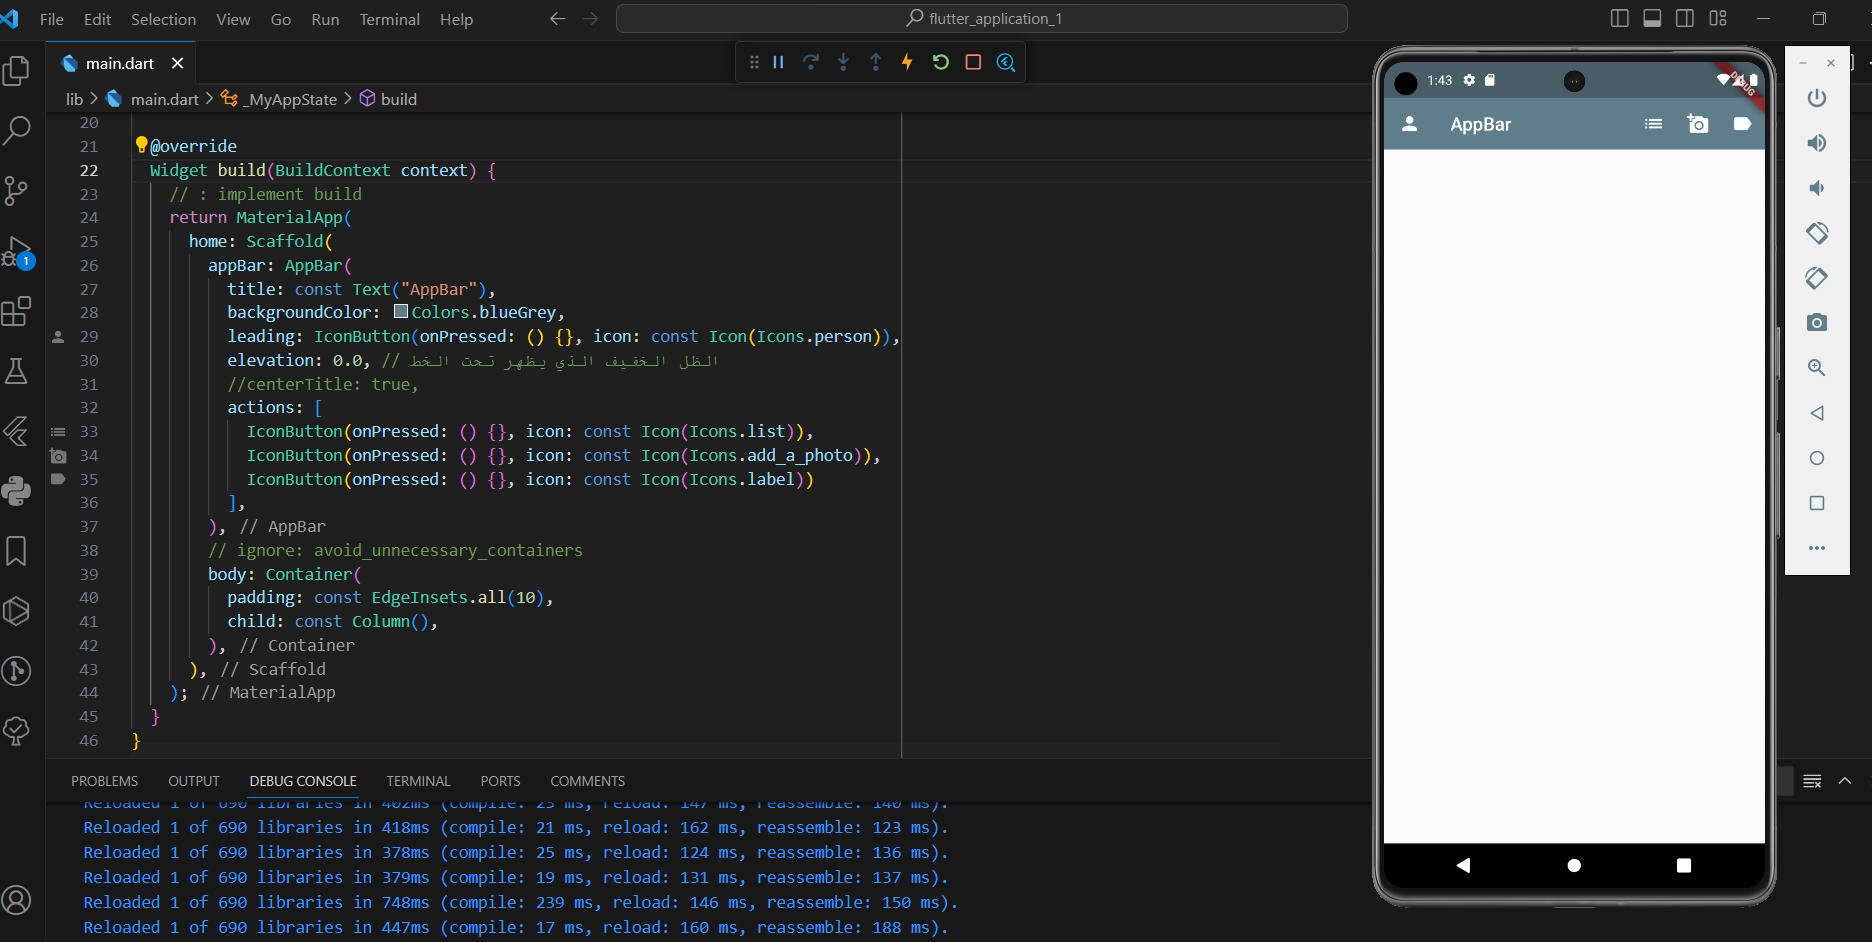 File Edit Selection View Go Run Terminal Help
flutter_application_1
main.dart
lib > main.dart > _MyAppState > build
20
21 @override
22 Widget build(BuildContext context) {
23 // : implement build
24 return MaterialApp(
25 home: Scaffold(
26 appBar: AppBar(
27 title: const Text("AppBar"),
28 backgroundColor: Colors.blueGrey,
29 leading: IconButton(onPressed: () {}, icon: const Icon(Icons.person)),
30 elevation: 0.0, // الظل الخفيف الذي يظهر تحت الخط
31 //centerTitle: true,
32 actions: [
33 IconButton(onPressed: () {}, icon: const Icon(Icons.list)),
34 IconButton(onPressed: () {}, icon: const Icon(Icons.add_a_photo)),
35 IconButton(onPressed: () {}, icon: const Icon(Icons.label))
36 ],
37 ), // AppBar
38 // ignore: avoid_unnecessary_containers
39 body: Container(
40 padding: const EdgeInsets.all(10),
41 child: const Column(),
42 ), // Container
43 ), // Scaffold
44 ); // MaterialApp
45 }
46 }
1
PROBLEMS OUTPUT DEBUG CONSOLE TERMINAL PORTS COMMENTS
Reloaded 1 of 690 libraries in 402ms (compile: 23 ms, reload: 147 ms, reassemble: 140 ms).
Reloaded 1 of 690 libraries in 418ms (compile: 21 ms, reload: 162 ms, reassemble: 123 ms).
Reloaded 1 of 690 libraries in 378ms (compile: 25 ms, reload: 124 ms, reassemble: 136 ms).
Reloaded 1 of 690 libraries in 379ms (compile: 19 ms, reload: 131 ms, reassemble: 137 ms).
Reloaded 1 of 690 libraries in 748ms (compile: 239 ms, reload: 146 ms, reassemble: 150 ms).
Reloaded 1 of 690 libraries in 447ms (compile: 17 ms, reload: 160 ms, reassemble: 188 ms).
1:43
DEBUG
AppBar